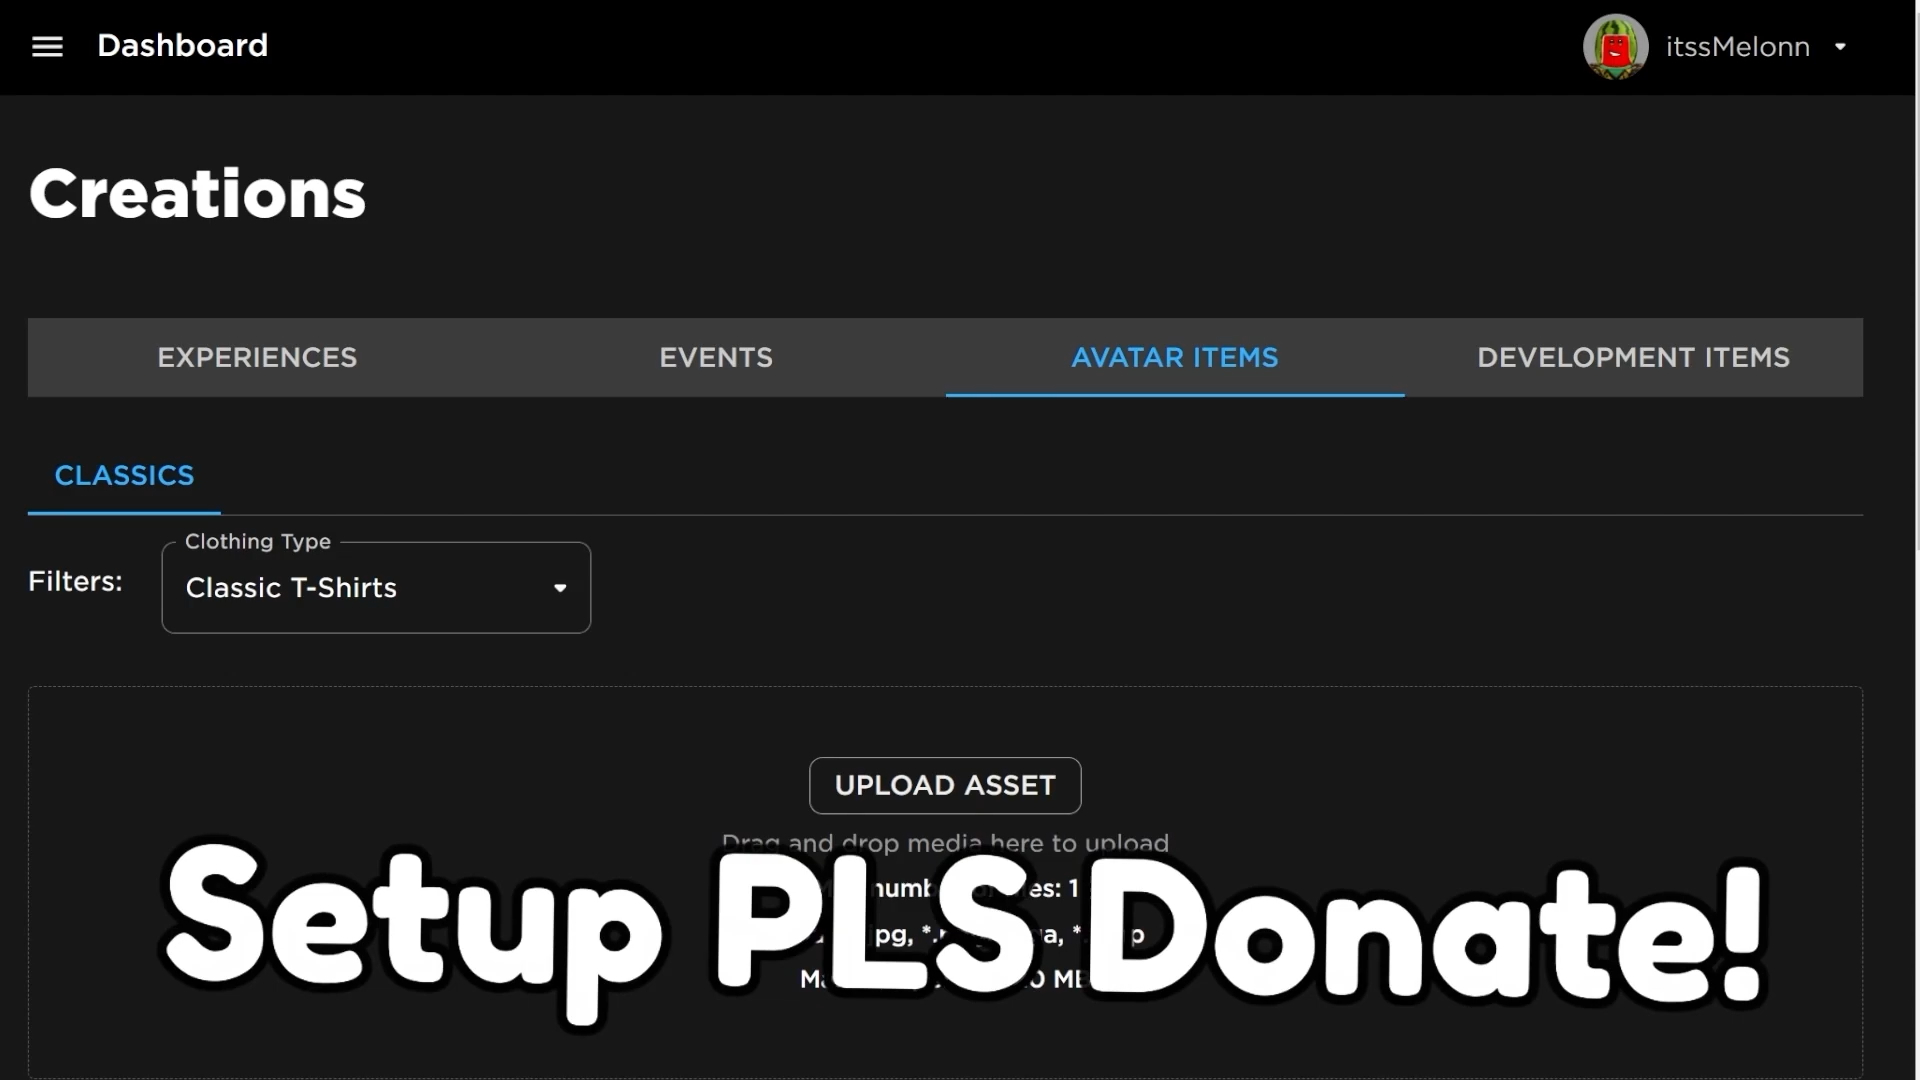 Dashboard
itssMelonn
Creations
EXPERIENCES
EVENTS
AVATAR ITEMS
DEVELOPMENT ITEMS
CLASSICS
Filters:
Clothing Type
Classic T-Shirts
UPLOAD ASSET
Drag and drop media here to upload
Setup PLS Donate!